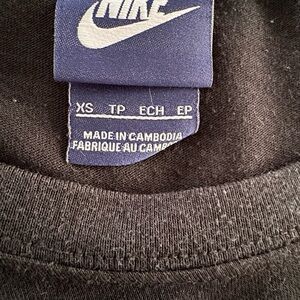 NIKE
XS TP ECH EP
MADE IN CAMBODIA
FABRIQUE AU